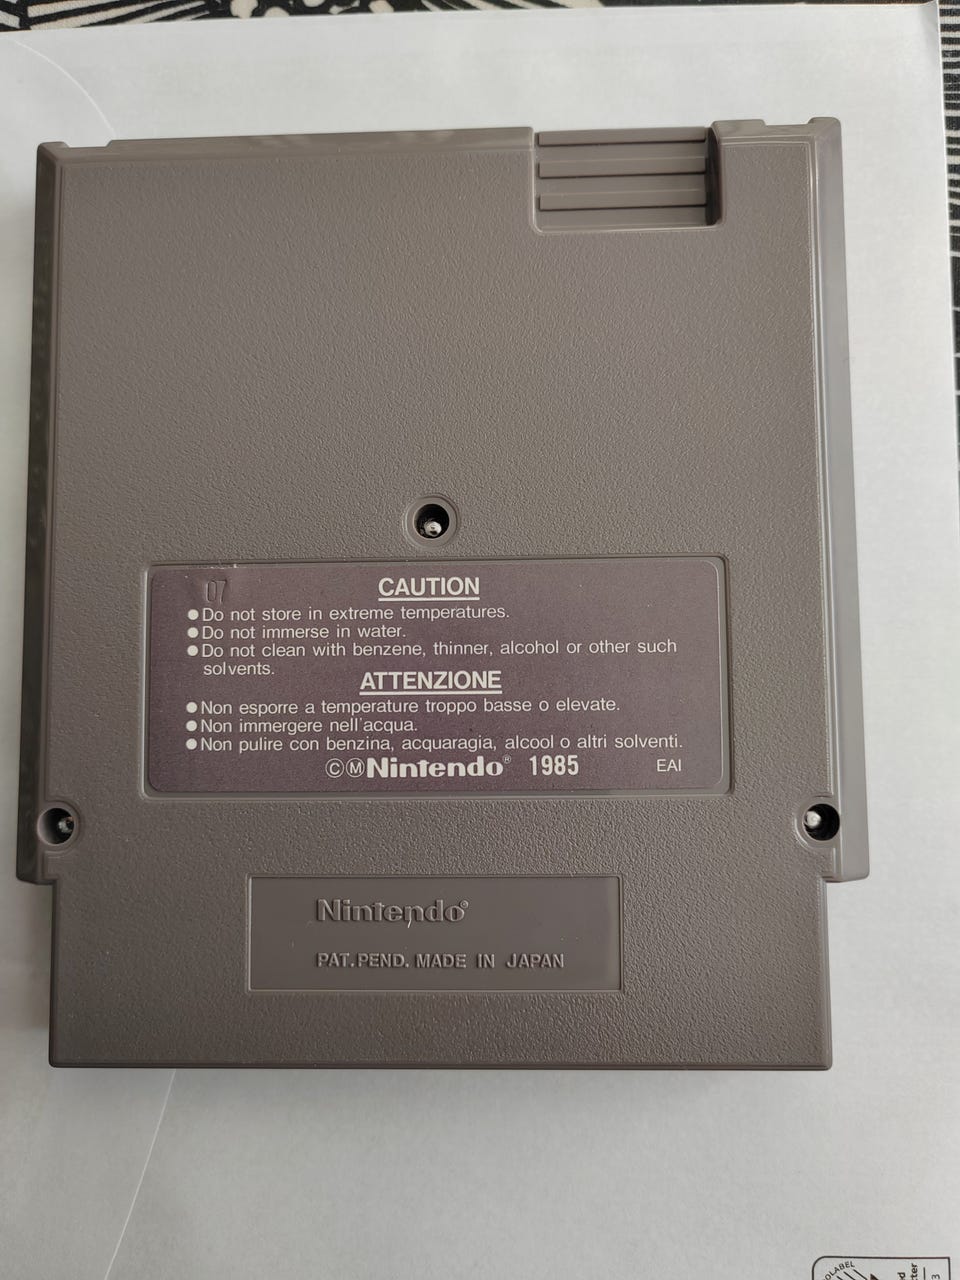 07
CAUTION
●Do not store in extreme temperatures.
●Do not immerse in water.
●Do not clean with benzene, thinner, alcohol or other such
solvents.
ATTENZIONE
●Non esporre a temperature troppo basse o elevate.
●Non immergere nell'acqua.
●Non pulire con benzina, acquaragia, alcool o altri solventi.
©ⓂNintendo® 1985 EAI
Nintendo®
PAT.PEND. MADE IN JAPAN